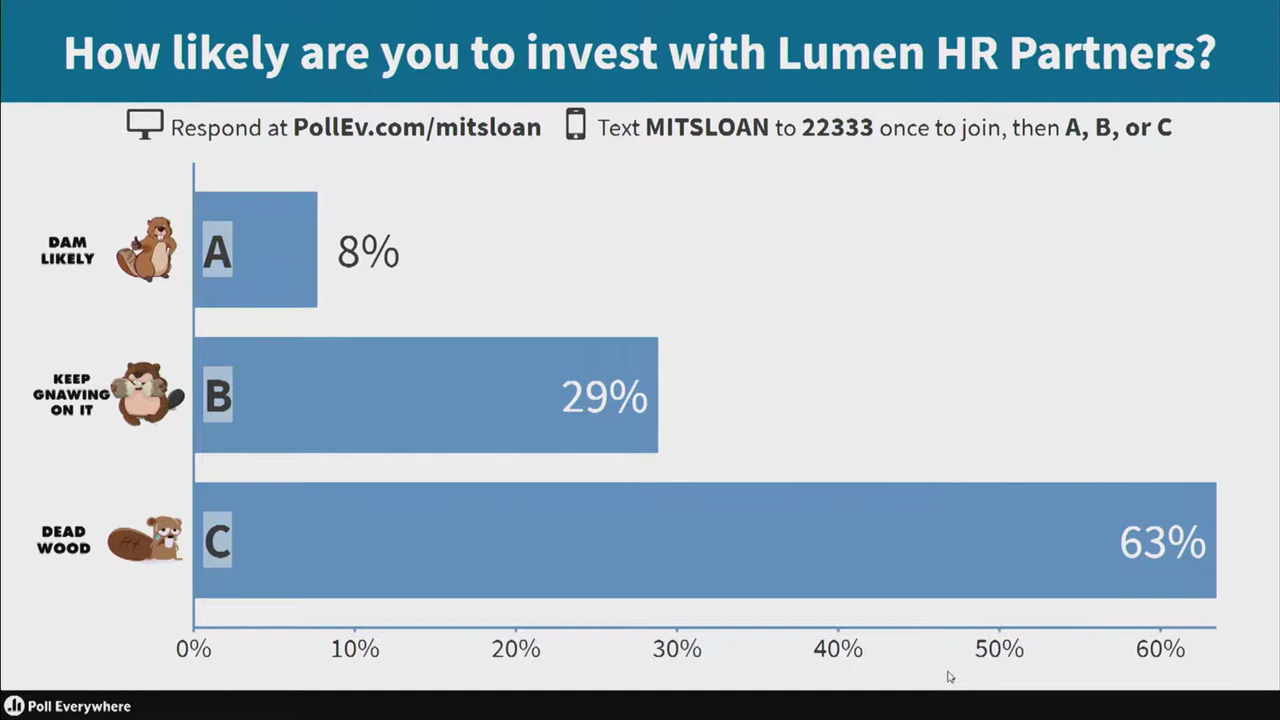 How likely are you to invest with Lumen HR Partners?
Respond at PollEv.com/mitsloan Text MITSLOAN to 22333 once to join, then A, B, or C
DAM
LIKELY
A
8%
KEEP
GNAWING
ON IT
B
29%
DEAD
WOOD
C
63%
0% 10% 20% 30% 40% 50% 60%
Poll Everywhere